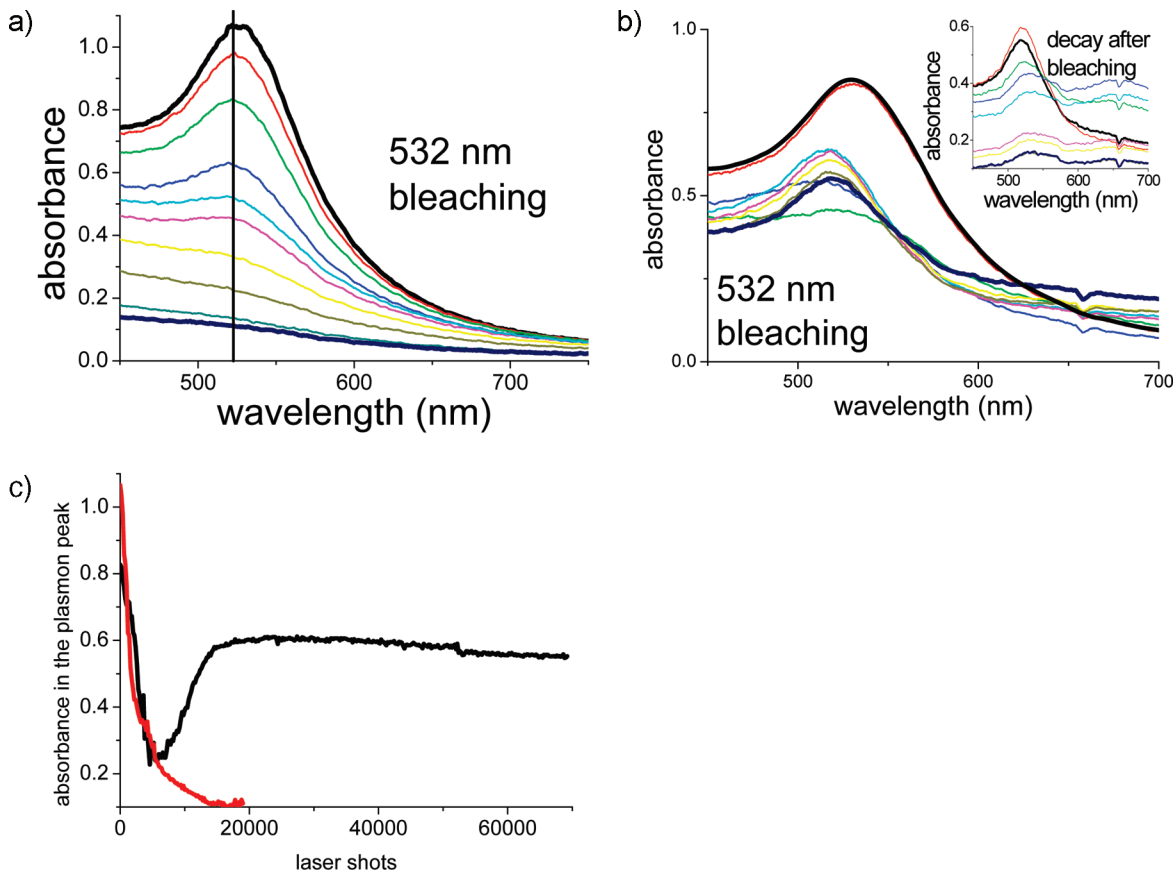 a)
absorbance
1.0
0.8
0.6
0.4
0.2
0.0
532 nm
bleaching
500
600
700
wavelength (nm)
b)
absorbance
1.0
0.5
0.0
532 nm
bleaching
500
600
700
wavelength (nm)
absorbance
0.6
0.4
0.2
decay after
bleaching
500
600
700
wavelength (nm)
c)
absorbance in the plasmon peak
1.0
0.8
0.6
0.4
0.2
0
20000
40000
60000
laser shots